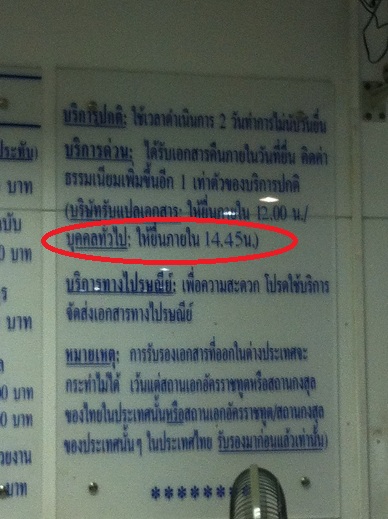 บริการปกติ: ใช้เวลาดำเนินการ 2 วันทำการไม่นับวันยื่น
บริการด่วน: ได้รับเอกสารคืนภายในวันที่ยื่น คิดค่า
ธรรมเนียมเพิ่มขึ้นอีก 1 เท่าตัวของบริการปกติ
(บริษัทรับแปลเอกสาร: ให้ยื่นภายใน 12.00 น./
บุคคลทั่วไป: ให้ยื่นภายใน 14.45น.)
บริการทางไปรษณีย์: เพื่อความสะดวก โปรดใช้บริการ
จัดส่งเอกสารทางไปรษณีย์
หมายเหตุ: การรับรองเอกสารที่ออกในต่างประเทศจะ
กระทำไม่ได้ เว้นแต่สถานเอกอัครราชทูตหรือสถานกงสุล
ของไทยในประเทศนั้นหรือสถานเอกอัครราชทูต/สถานกงสุล
ของประเทศนั้นๆ ในประเทศไทย รับรองมาก่อนแล้วเท่านั้น)
*******
บาท
บาท
บาท
บาท
บาท
บาท